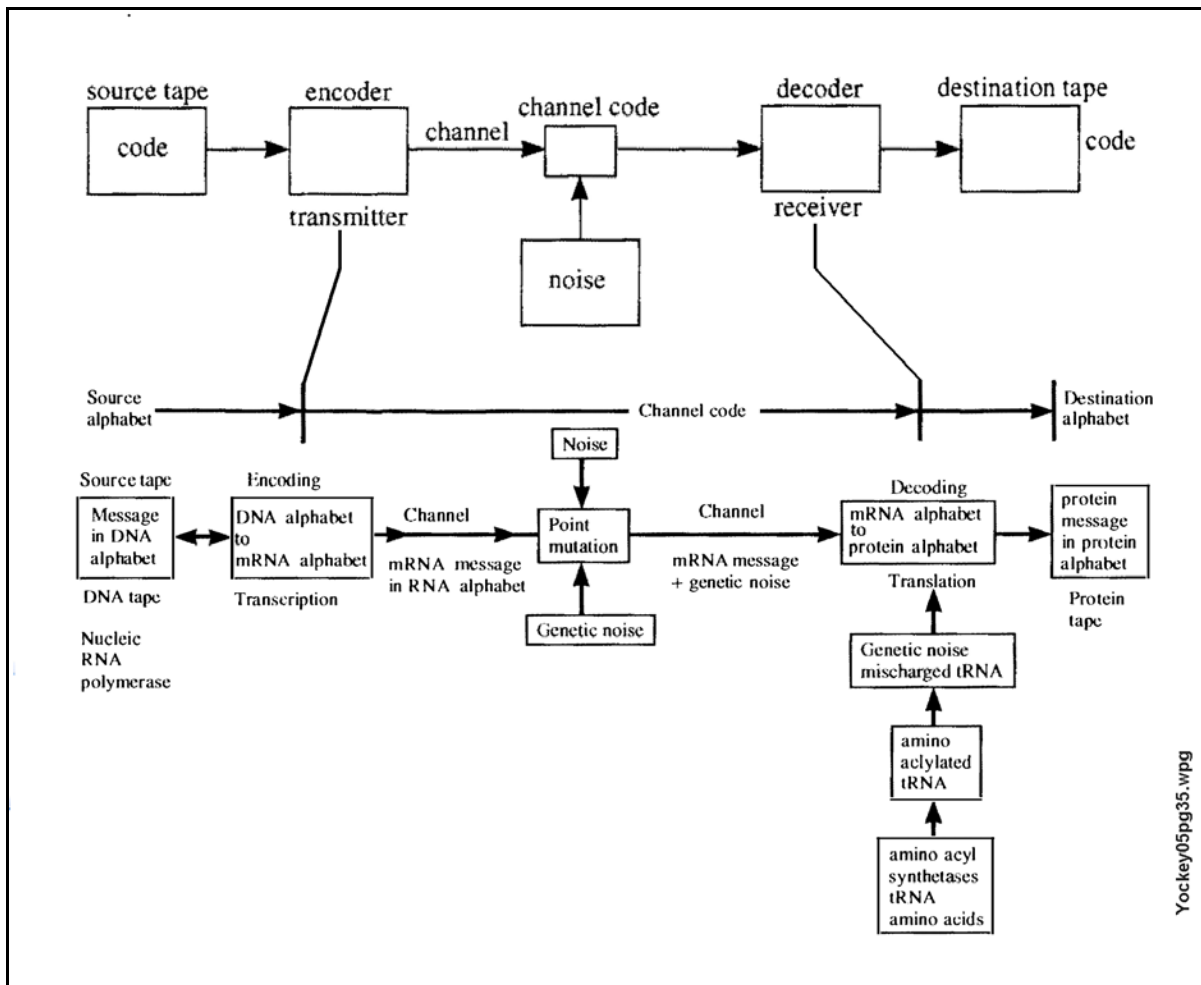 source tape
encoder
decoder
destination tape
channel code
channel
code
code
transmitter
receiver
noise
Source
alphabet
Channel code
Destination
alphabet
Noise
Source tape
Encoding
Decoding
Message
in DNA
alphabet
DNA alphabet
to
mRNA alphabet
Channel
Point
mutation
Channel
mRNA alphabet
to
protein alphabet
protein
message
in protein
alphabet
mRNA message
in RNA alphabet
mRNA message
+ genetic noise
DNA tape
Transcription
Translation
Protein
tape
Genetic noise
Nucleic
RNA
polymerase
Genetic noise
mischarged tRNA
amino
aclylated
tRNA
amino acyl
synthetases
tRNA
amino acids
Yockey05pg35.wpg